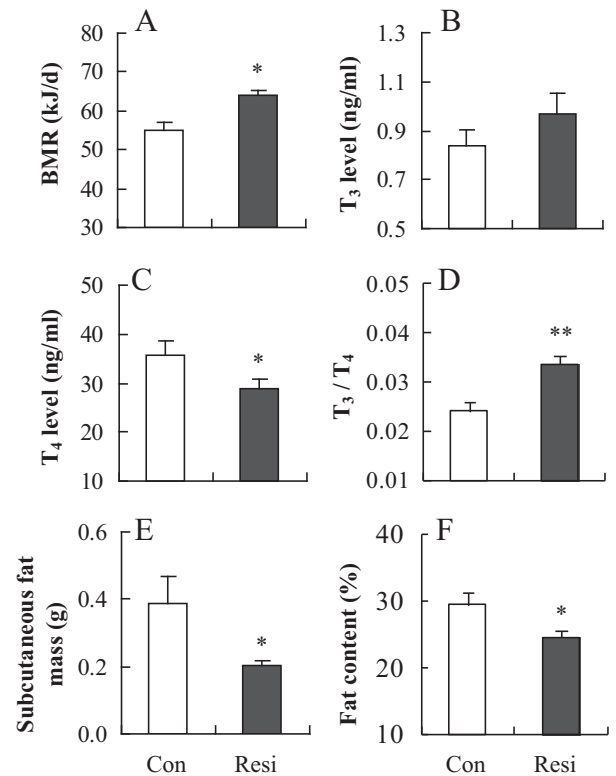 A
BMR (kJ/d)
80
70
60
50
40
30
*
B
T3 level (ng/ml)
1.3
1.1
0.9
0.7
0.5
C
T4 level (ng/ml)
50
40
30
20
10
*
D
T3 / T4
0.05
0.04
0.03
0.02
0.01
**
E
Subcutaneous fat
mass (g)
0.6
0.4
0.2
0.0
*
Con Resi
F
Fat content (%)
40
30
20
10
*
Con Resi